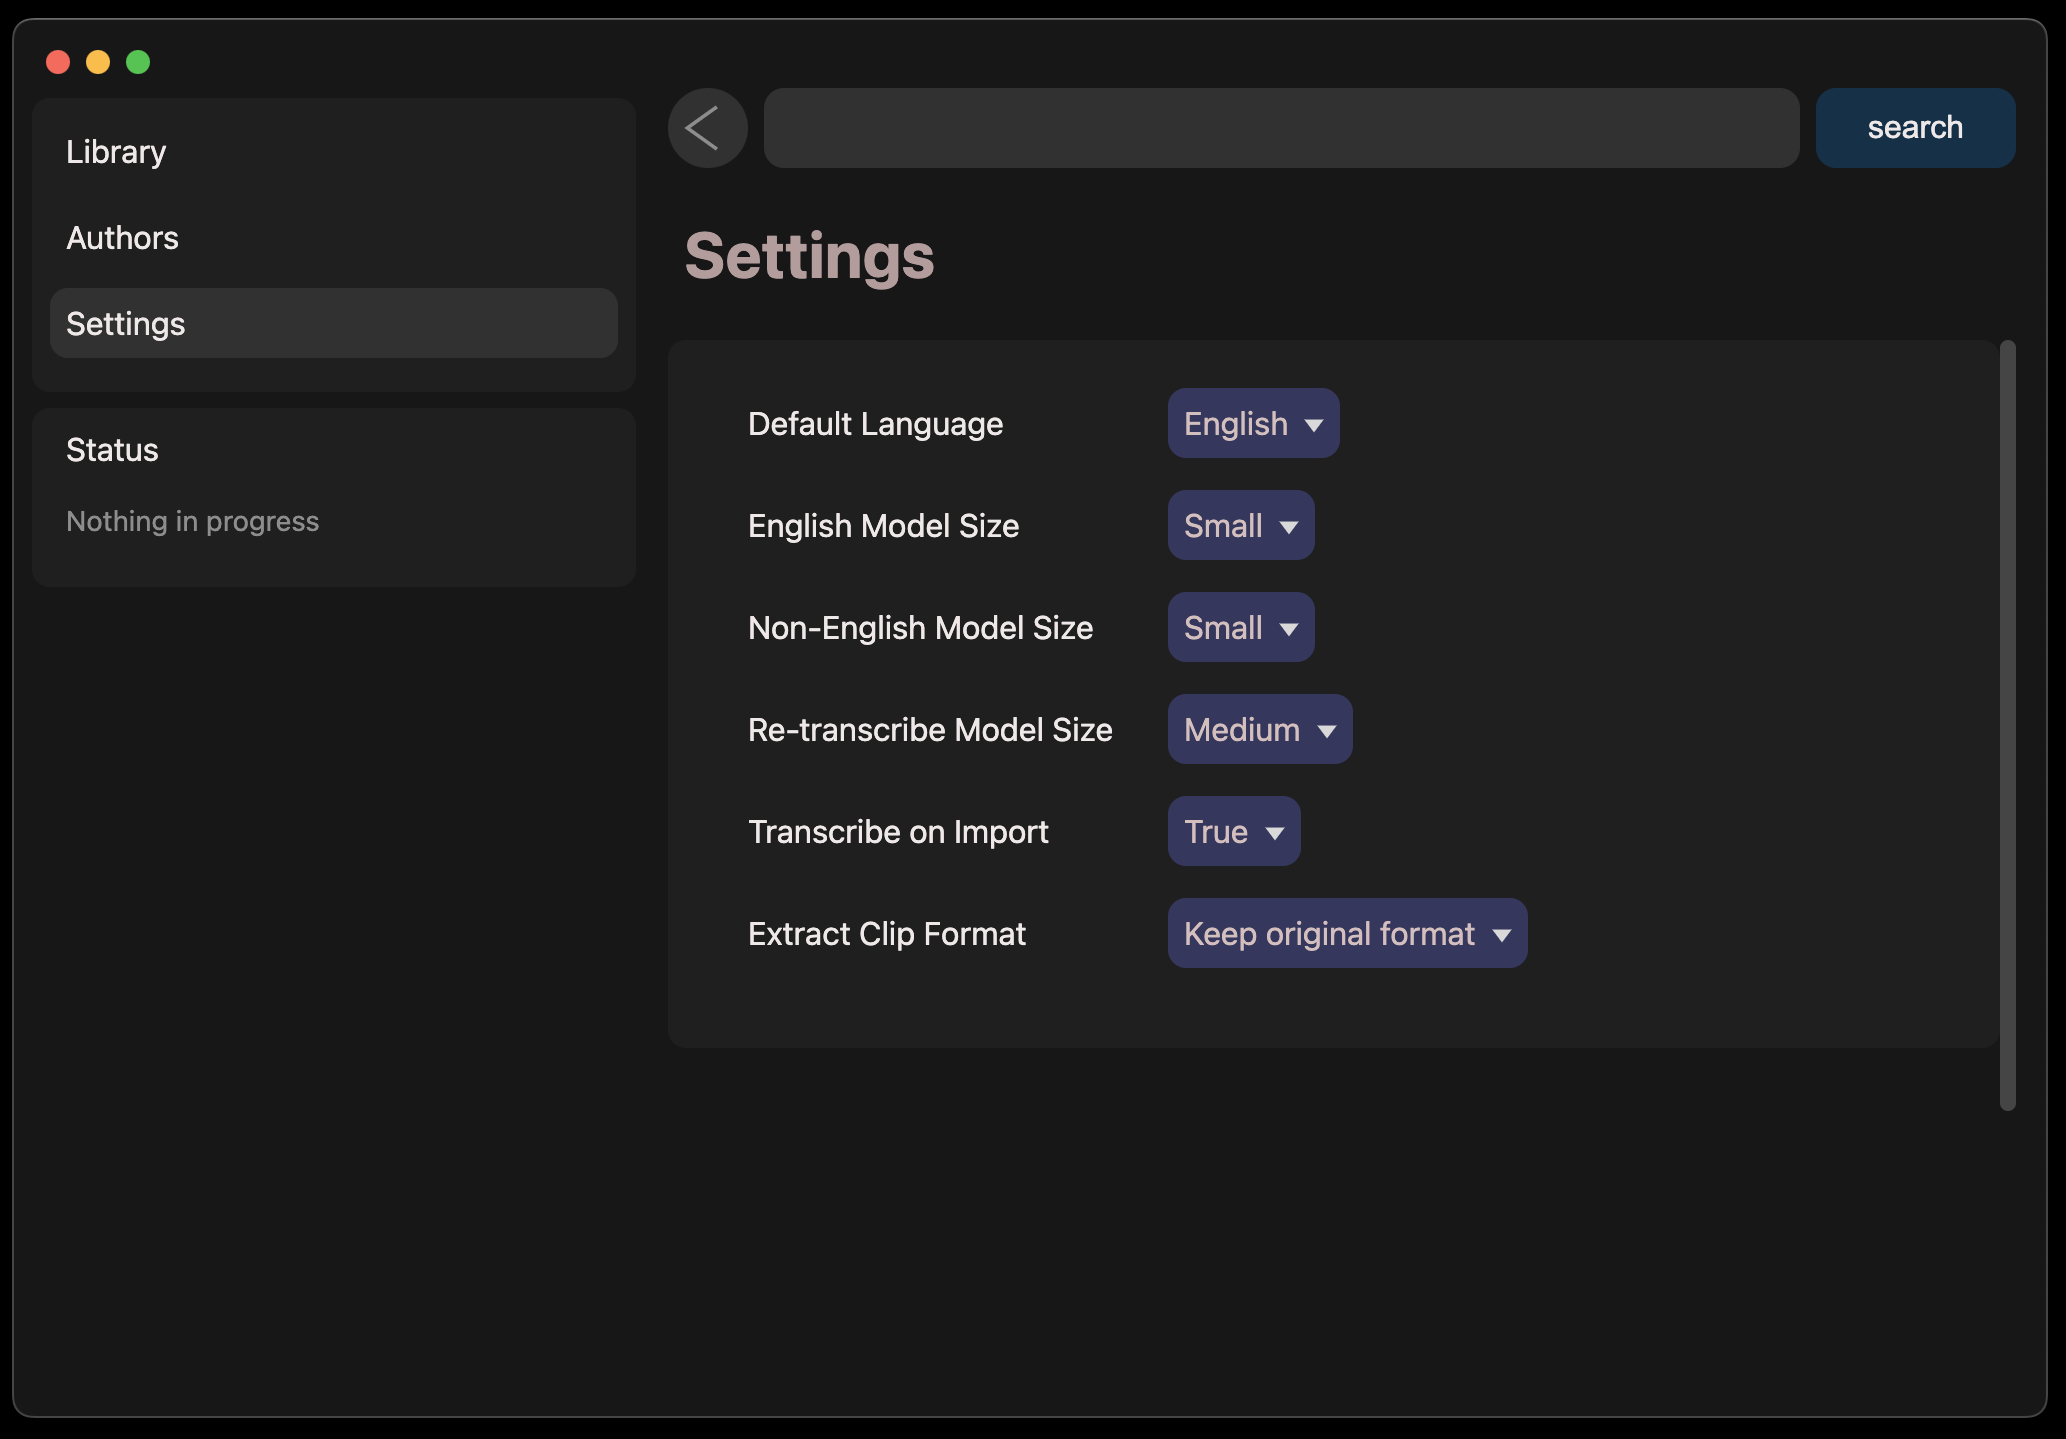 Library
Authors
Settings
Status
Nothing in progress
search
Settings
Default Language English
English Model Size Small
Non-English Model Size Small
Re-transcribe Model Size Medium
Transcribe on Import True
Extract Clip Format Keep original format